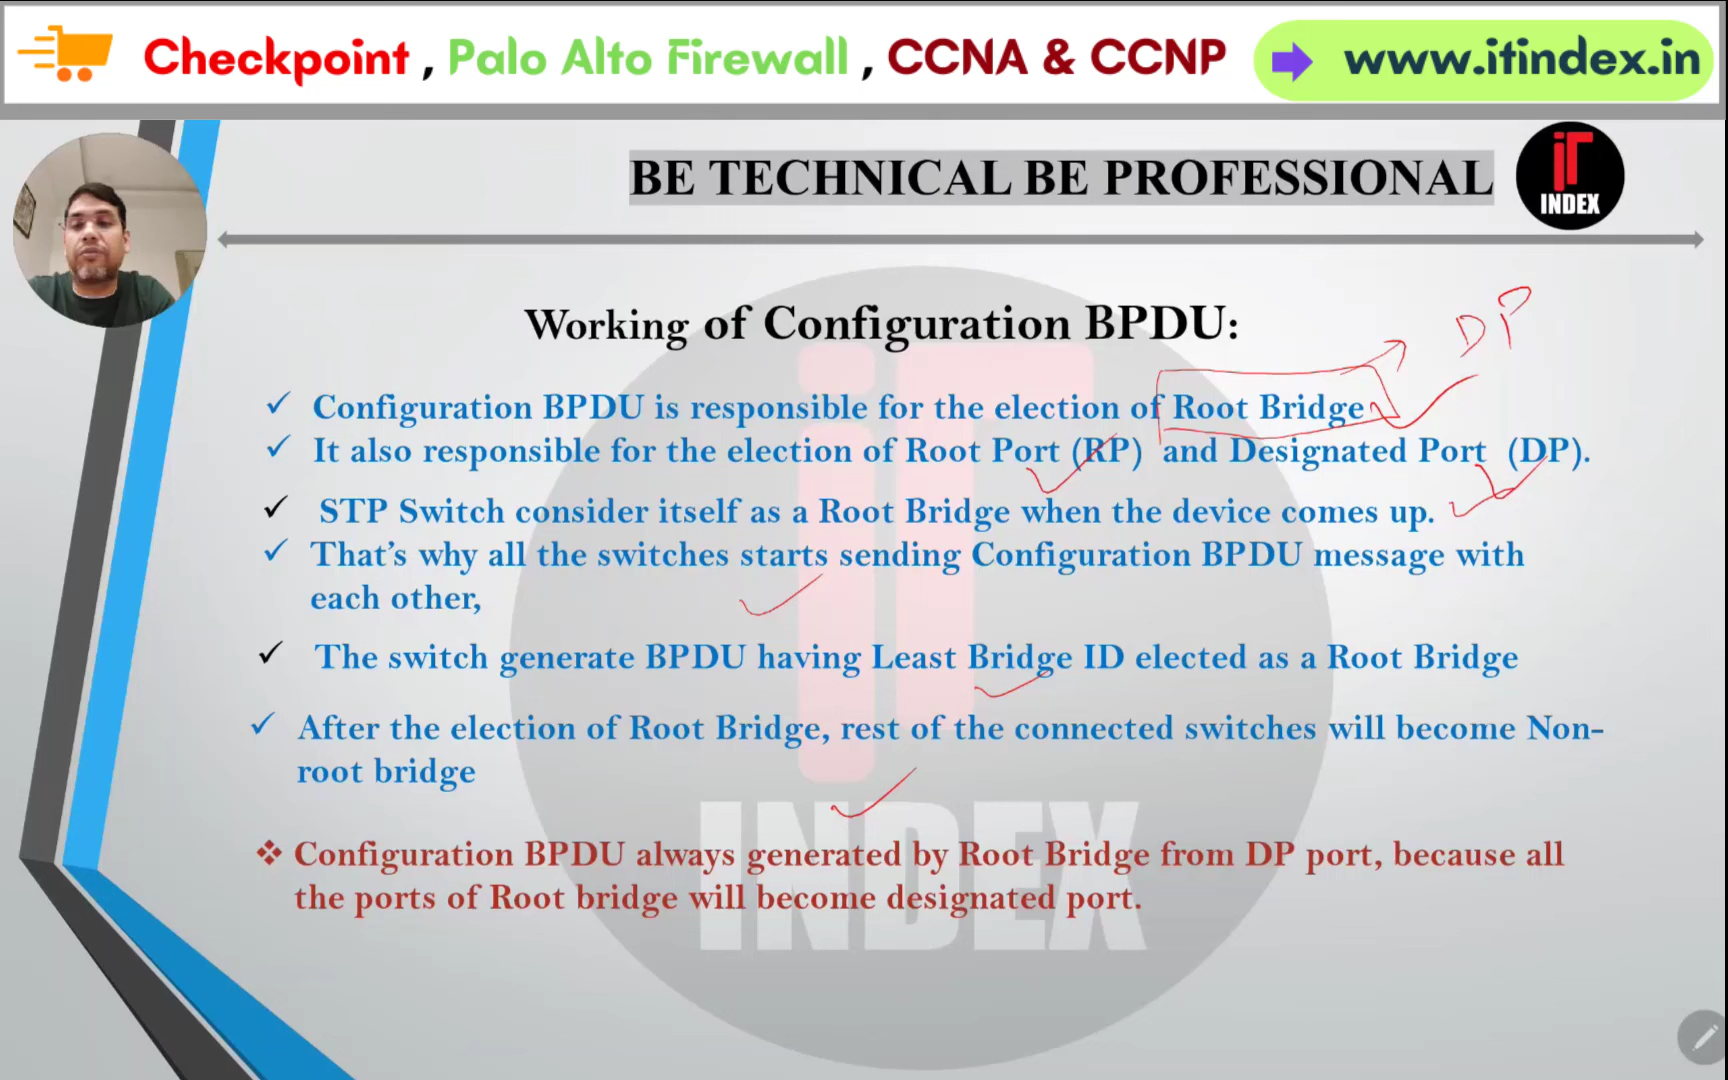 Checkpoint , Palo Alto Firewall , CCNA & CCNP www.itindex.in
BE TECHNICAL BE PROFESSIONAL
iT
INDEX
Working of Configuration BPDU:
DP
✓ Configuration BPDU is responsible for the election of Root Bridge
✓ It also responsible for the election of Root Port (RP) and Designated Port (DP).
✓ STP Switch consider itself as a Root Bridge when the device comes up.
✓ That's why all the switches starts sending Configuration BPDU message with
each other,
✓ The switch generate BPDU having Least Bridge ID elected as a Root Bridge
✓ After the election of Root Bridge, rest of the connected switches will become Non-
root bridge
❖ Configuration BPDU always generated by Root Bridge from DP port, because all
the ports of Root bridge will become designated port.
iT
INDEX